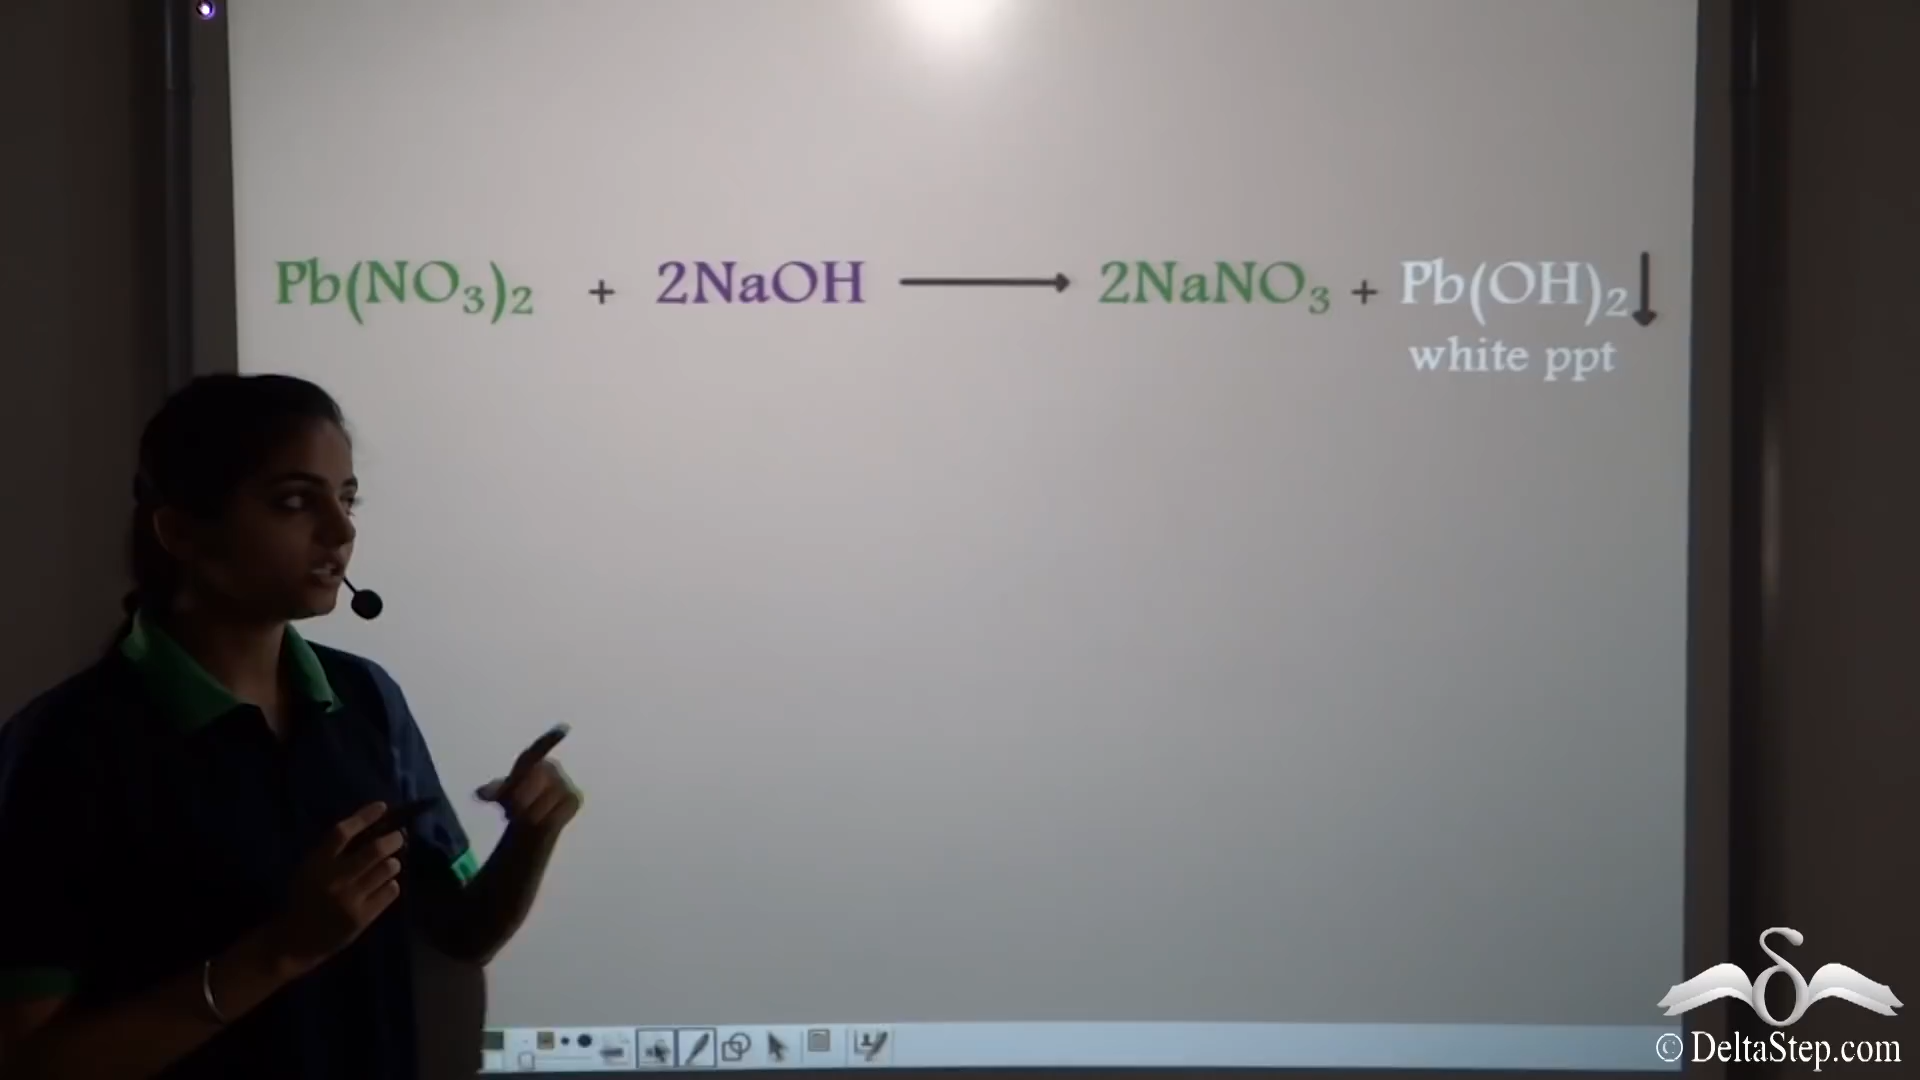 Pb(NO₃)₂ + 2NaOH ⟶ 2NaNO₃ + Pb(OH)₂↓
white ppt
© DeltaStep.com